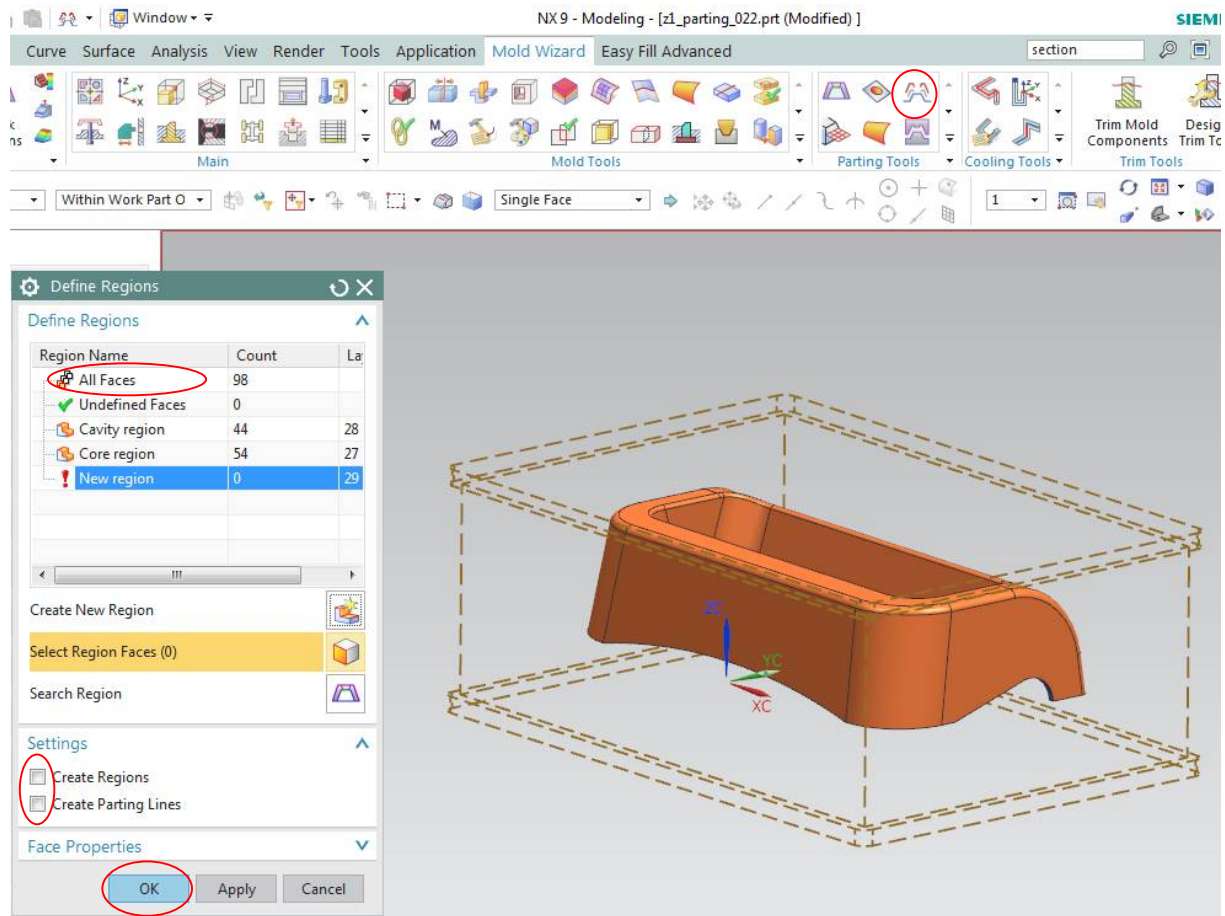 Window
NX 9 - Modeling - [z1_parting_022.prt (Modified) ]
Curve Surface Analysis View Render Tools Application Mold Wizard Easy Fill Advanced
section
Trim Mold
Components
Main
Mold Tools
Parting Tools
Cooling Tools
Trim Tools
Within Work Part O
Single Face
1
Define Regions
Define Regions
Region Name Count
All Faces 98
Undefined Faces 0
Cavity region 44 28
Core region 54 27
New region 0 29
Create New Region
Select Region Faces (0)
Search Region
Settings
Create Regions
Create Parting Lines
Face Properties
OK Apply Cancel
ZC
YC
XC